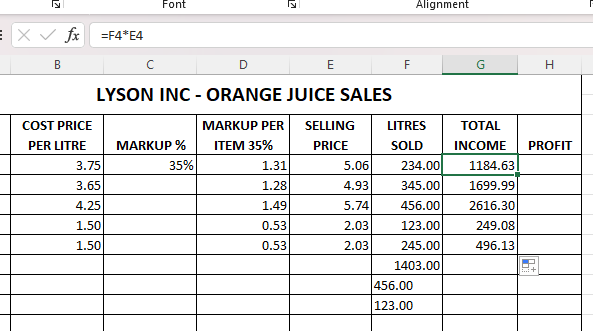 Font Alignment
fx =F4*E4
B C D E F G H
LYSON INC - ORANGE JUICE SALES
COST PRICE PER LITRE MARKUP % MARKUP PER ITEM 35% SELLING PRICE LITRES SOLD TOTAL INCOME PROFIT
3.75 35% 1.31 5.06 234.00 1184.63
3.65 1.28 4.93 345.00 1699.99
4.25 1.49 5.74 456.00 2616.30
1.50 0.53 2.03 123.00 249.08
1.50 0.53 2.03 245.00 496.13
1403.00
456.00
123.00